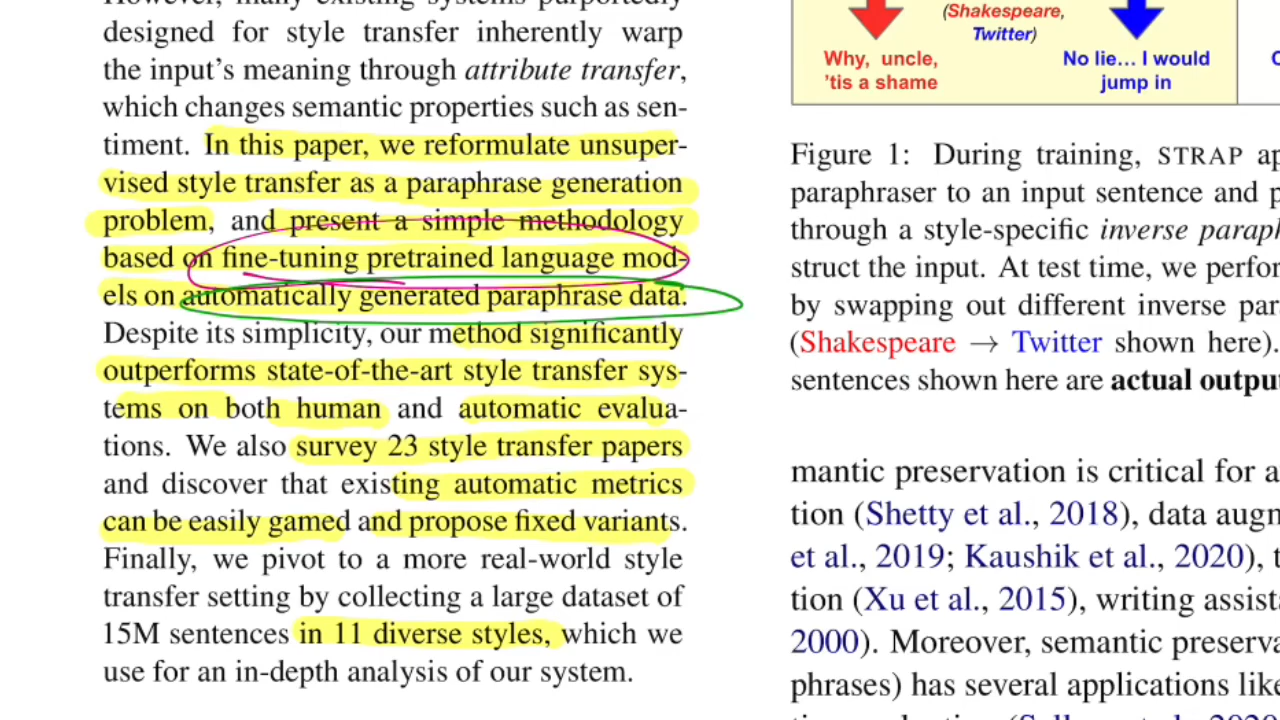 However, many existing systems purportedly
designed for style transfer inherently warp
the input's meaning through attribute transfer,
which changes semantic properties such as sen-
timent. In this paper, we reformulate unsuper-
vised style transfer as a paraphrase generation
problem, and present a simple methodology
based on fine-tuning pretrained language mod-
els on automatically generated paraphrase data.
Despite its simplicity, our method significantly
outperforms state-of-the-art style transfer sys-
tems on both human and automatic evalua-
tions. We also survey 23 style transfer papers
and discover that existing automatic metrics
can be easily gamed and propose fixed variants.
Finally, we pivot to a more real-world style
transfer setting by collecting a large dataset of
15M sentences in 11 diverse styles, which we
use for an in-depth analysis of our system.
(Shakespeare,
Twitter)
Why, uncle,
'tis a shame
No lie... I would
jump in
Figure 1: During training, STRAP
paraphraser to an input sentence and
through a style-specific inverse
struct the input. At test time, we
by swapping out different inverse
(Shakespeare → Twitter shown here).
sentences shown here are actual
mantic preservation is critical for
tion (Shetty et al., 2018), data
et al., 2019; Kaushik et al., 2020),
tion (Xu et al., 2015), writing
2000). Moreover, semantic
phrases) has several applications